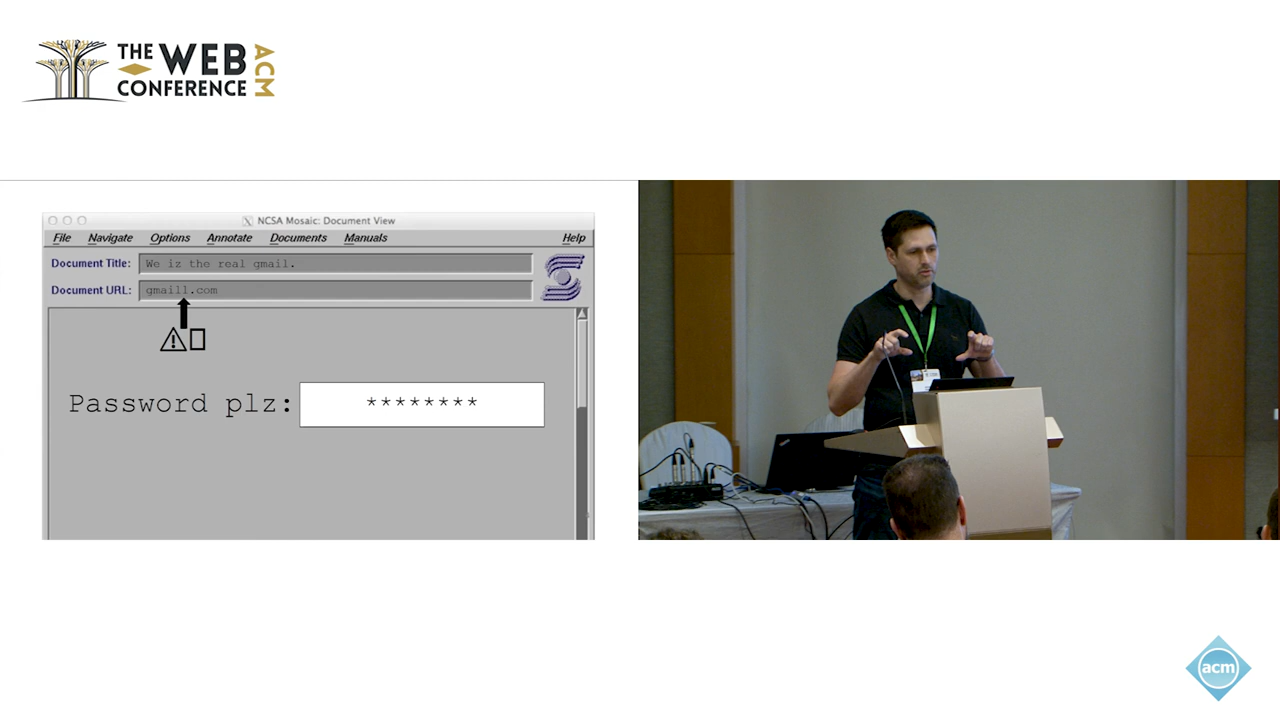 THE WEB
CONFERENCE
ACM
NCSA Mosaic: Document View
File Navigate Options Annotate Documents Manuals Help
Document Title: We iz the real gmail.
Document URL: gmaill.com
Password plz: ********
acm